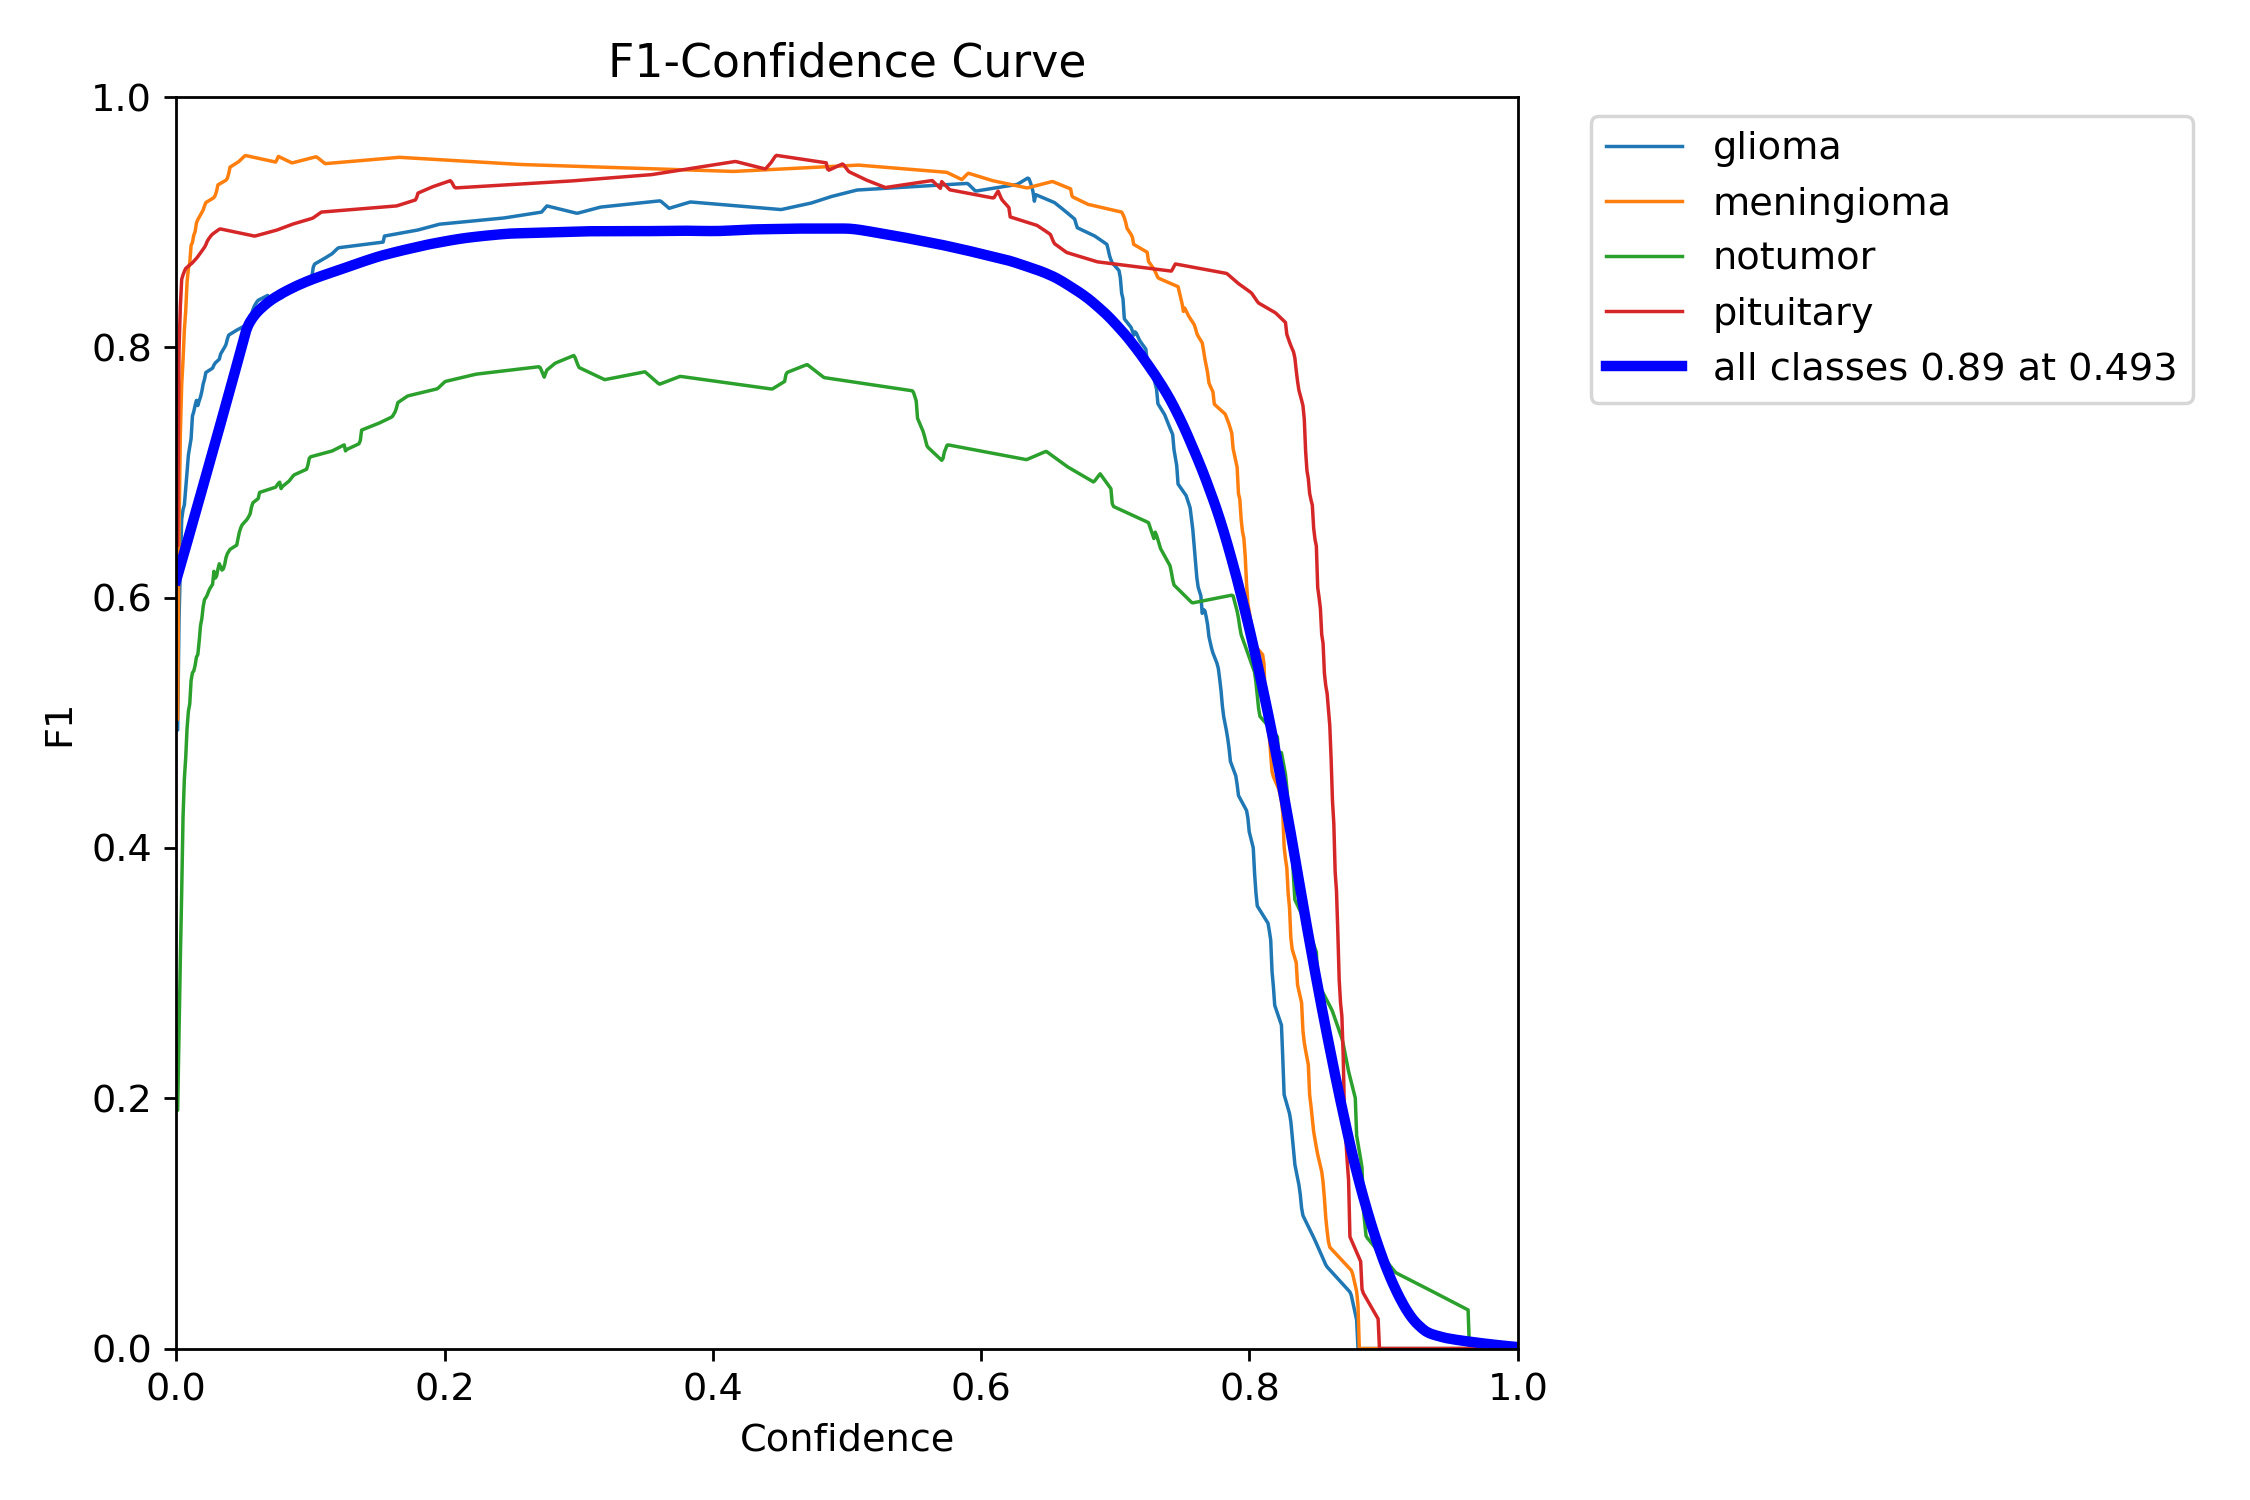 F1-Confidence Curve
1.0
0.8
0.6
0.4
0.2
0.0
F1
0.0 0.2 0.4 0.6 0.8 1.0
Confidence
glioma
meningioma
notumor
pituitary
all classes 0.89 at 0.493